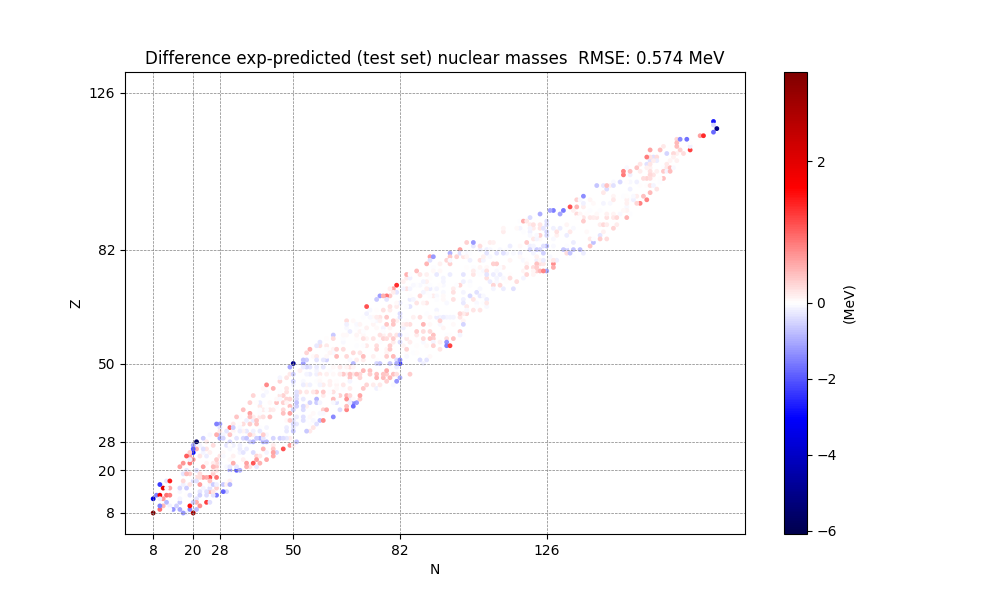 Difference exp-predicted (test set) nuclear masses  RMSE: 0.574 MeV
126
82
50
28
20
8
Z
8 20 28 50 82 126
N
2
0
−2
−4
−6
(MeV)